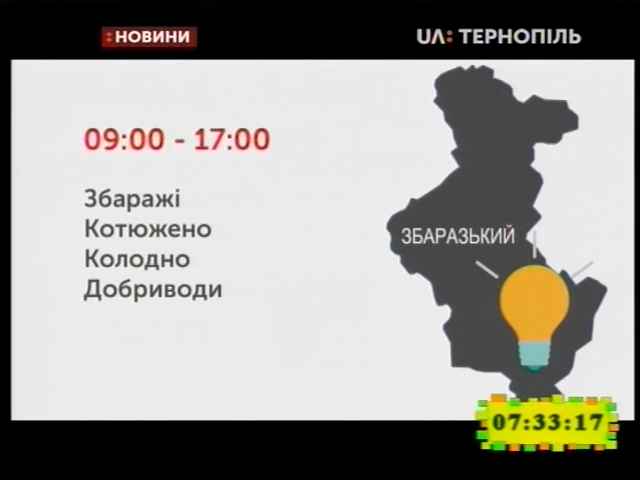 :НОВИНИ
UA: ТЕРНОПІЛЬ
09:00 - 17:00
Збаражі
Котюжено
Колодно
Добриводи
ЗБАРАЗЬКИЙ
07:33:17